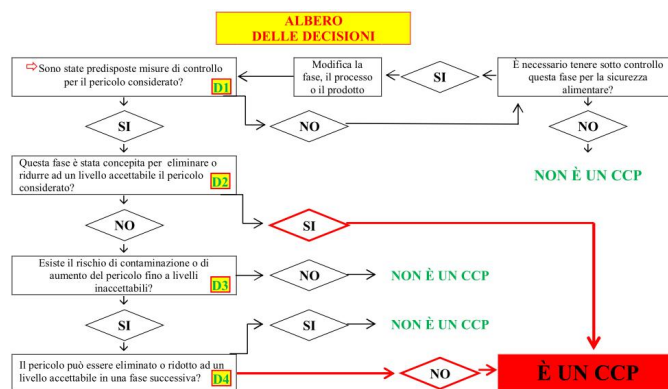 ALBERO
DELLE DECISIONI
⇨Sono state predisposte misure di controllo
per il pericolo considerato?
D1
Modifica la
fase, il processo
o il prodotto
SI
È necessario tenere sotto controllo
questa fase per la sicurezza
alimentare?
SI
NO
NO
NON È UN CCP
Questa fase è stata concepita per eliminare o
ridurre ad un livello accettabile il pericolo
considerato?
D2
NO
SI
Esiste il rischio di contaminazione o di
aumento del pericolo fino a livelli
inaccettabili?
D3
NO
NON È UN CCP
SI
SI
NON È UN CCP
Il pericolo può essere eliminato o ridotto ad un
livello accettabile in una fase successiva?
D4
NO
È UN CCP